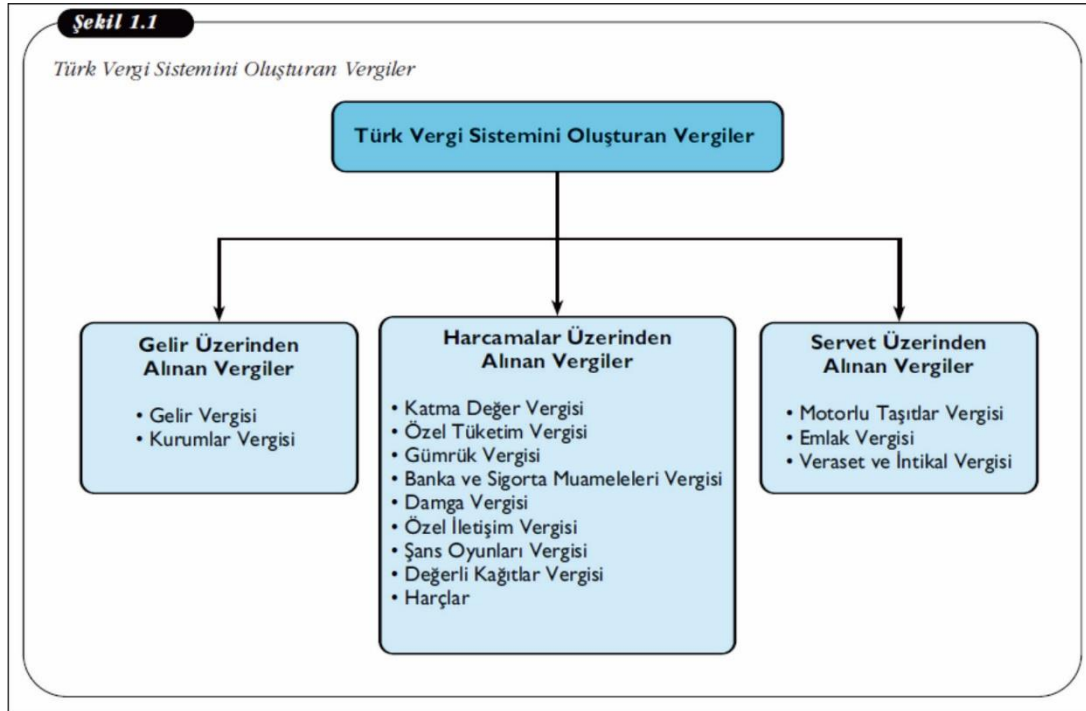 Şekil 1.1
Türk Vergi Sistemini Oluşturan Vergiler
Türk Vergi Sistemini Oluşturan Vergiler
Gelir Üzerinden
Alınan Vergiler
• Gelir Vergisi
• Kurumlar Vergisi
Harcamalar Üzerinden
Alınan Vergiler
• Katma Değer Vergisi
• Özel Tüketim Vergisi
• Gümrük Vergisi
• Banka ve Sigorta Muameleleri Vergisi
• Damga Vergisi
• Özel İletişim Vergisi
• Şans Oyunları Vergisi
• Değerli Kağıtlar Vergisi
• Harçlar
Servet Üzerinden
Alınan Vergiler
• Motorlu Taşıtlar Vergisi
• Emlak Vergisi
• Veraset ve İntikal Vergisi